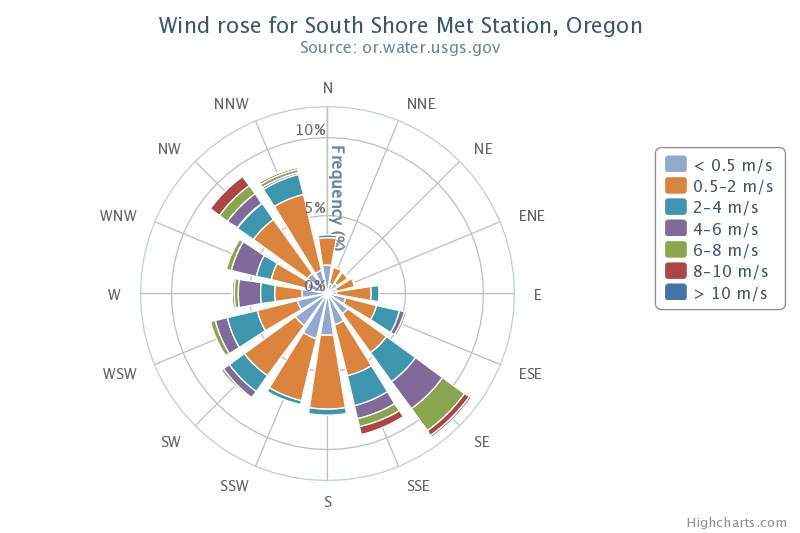 Wind rose for South Shore Met Station, Oregon
Source: or.water.usgs.gov
N
NNE
NE
ENE
E
ESE
SE
SSE
S
SSW
SW
WSW
W
WNW
NW
NNW
10%
5%
0%
Frequency (%)
< 0.5 m/s
0.5–2 m/s
2–4 m/s
4–6 m/s
6–8 m/s
8–10 m/s
> 10 m/s
Highcharts.com